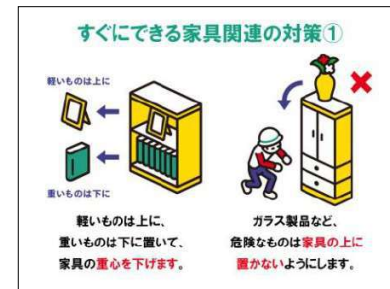 すぐにできる家具関連の対策①
軽いものは上に
重いものは下に
軽いものは上に、
重いものは下に置いて、
家具の重心を下げます。
ガラス製品など、
危険なものは家具の上に
置かないようにします。